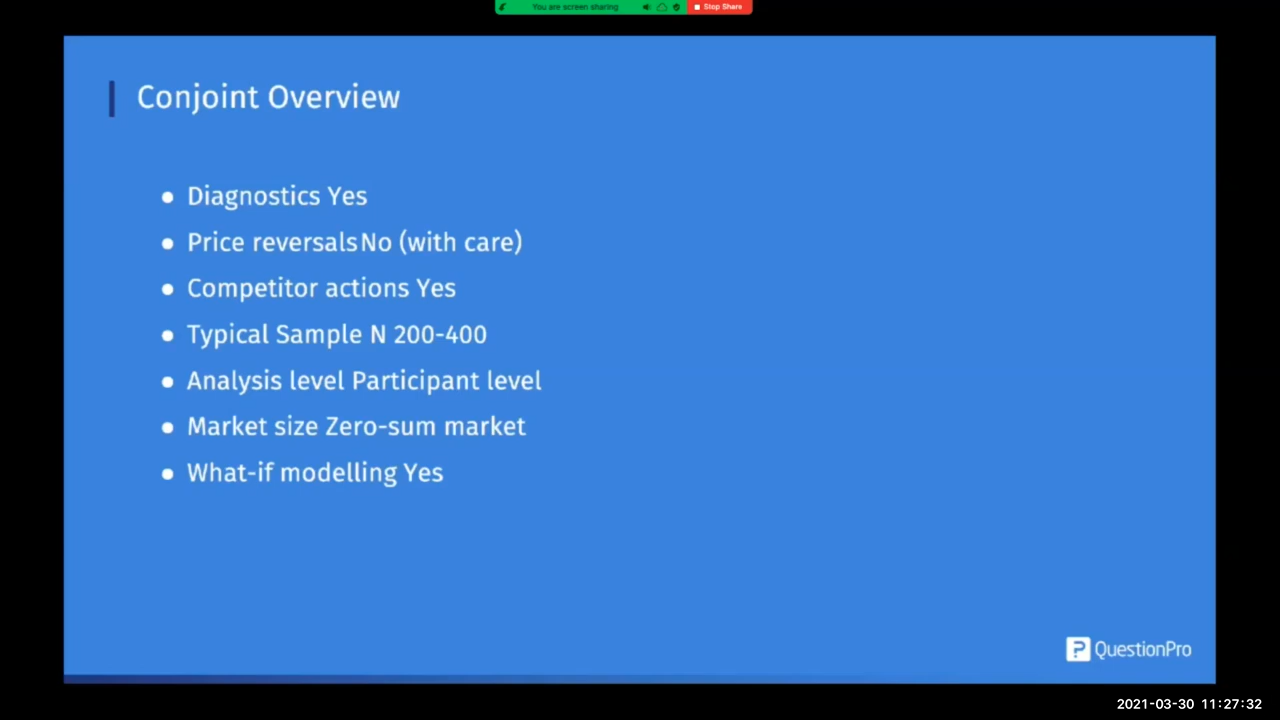 You are screen sharing
Stop Share
Conjoint Overview
● Diagnostics Yes
● Price reversals No (with care)
● Competitor actions Yes
● Typical Sample N 200-400
● Analysis level Participant level
● Market size Zero-sum market
● What-if modelling Yes
QuestionPro
2021-03-30 11:27:32